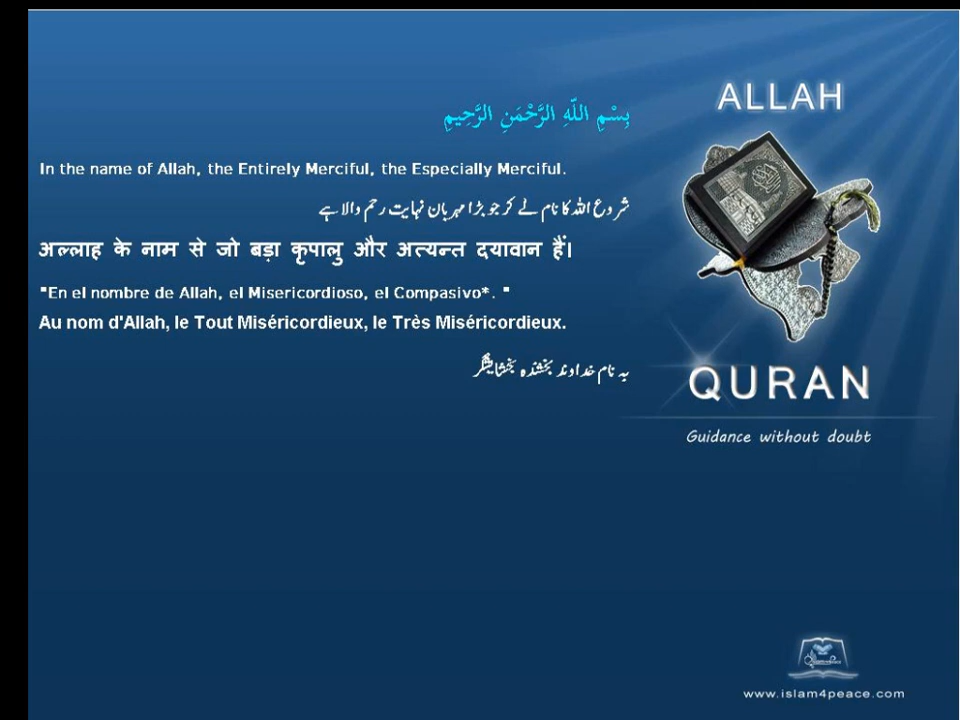 بِسْمِ اللَّهِ الرَّحْمَنِ الرَّحِيمِ
In the name of Allah, the Entirely Merciful, the Especially Merciful.
شروع الله کا نام لے کر جو بڑا مہربان نہایت رحم والا ہے
अल्लाह के नाम से जो बड़ा कृपालु और अत्यन्त दयावान हैं।
"En el nombre de Allah, el Misericordioso, el Compasivo*. "
Au nom d'Allah, le Tout Miséricordieux, le Très Miséricordieux.
به نام خداوند بخشنده بخشایشگر
ALLAH
QURAN
Guidance without doubt
www.islam4peace.com